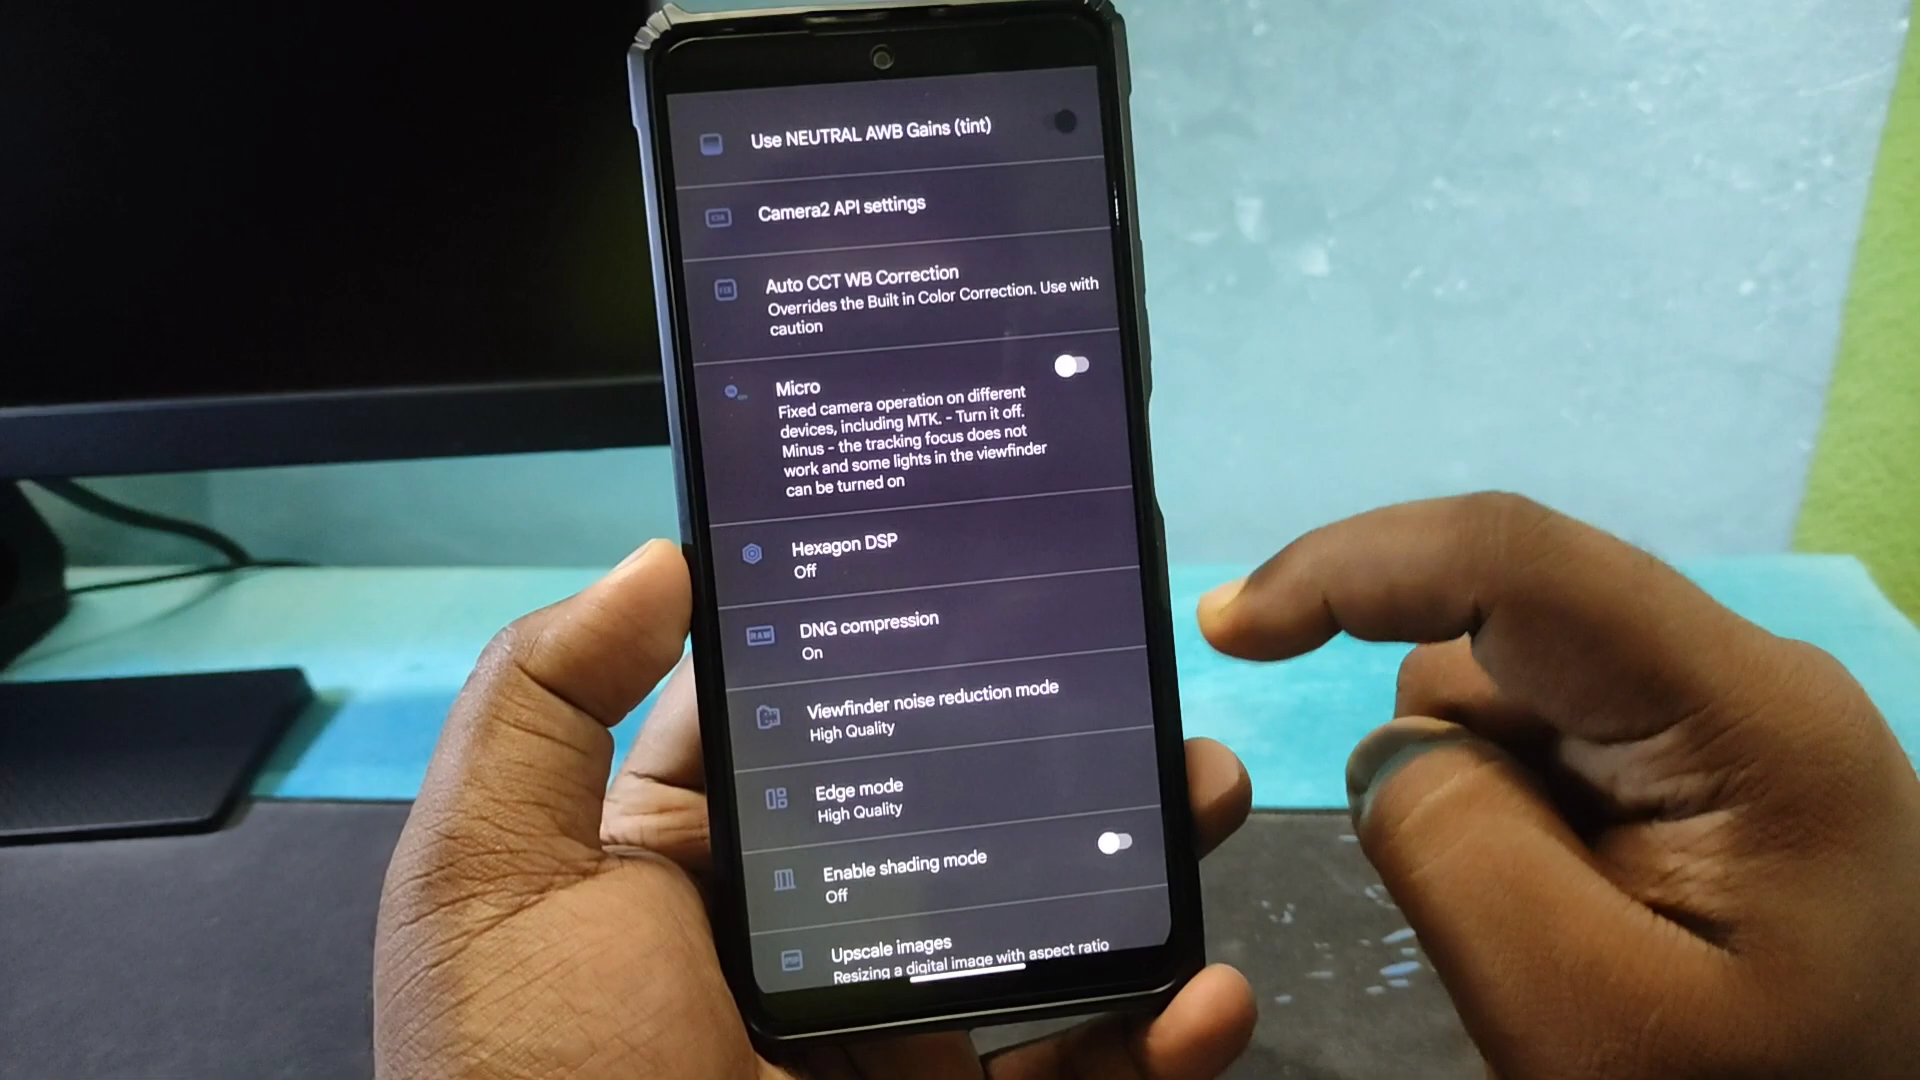 Use NEUTRAL AWB Gains (tint)
Camera2 API settings
Auto CCT WB Correction
Overrides the Built in Color Correction. Use with
caution
Micro
Fixed camera operation on different
devices, including MTK. - Turn it off.
Minus - the tracking focus does not
work and some lights in the viewfinder
can be turned on
Hexagon DSP
Off
DNG compression
On
Viewfinder noise reduction mode
High Quality
Edge mode
High Quality
Enable shading mode
Off
Upscale images
Resizing a digital image with aspect ratio